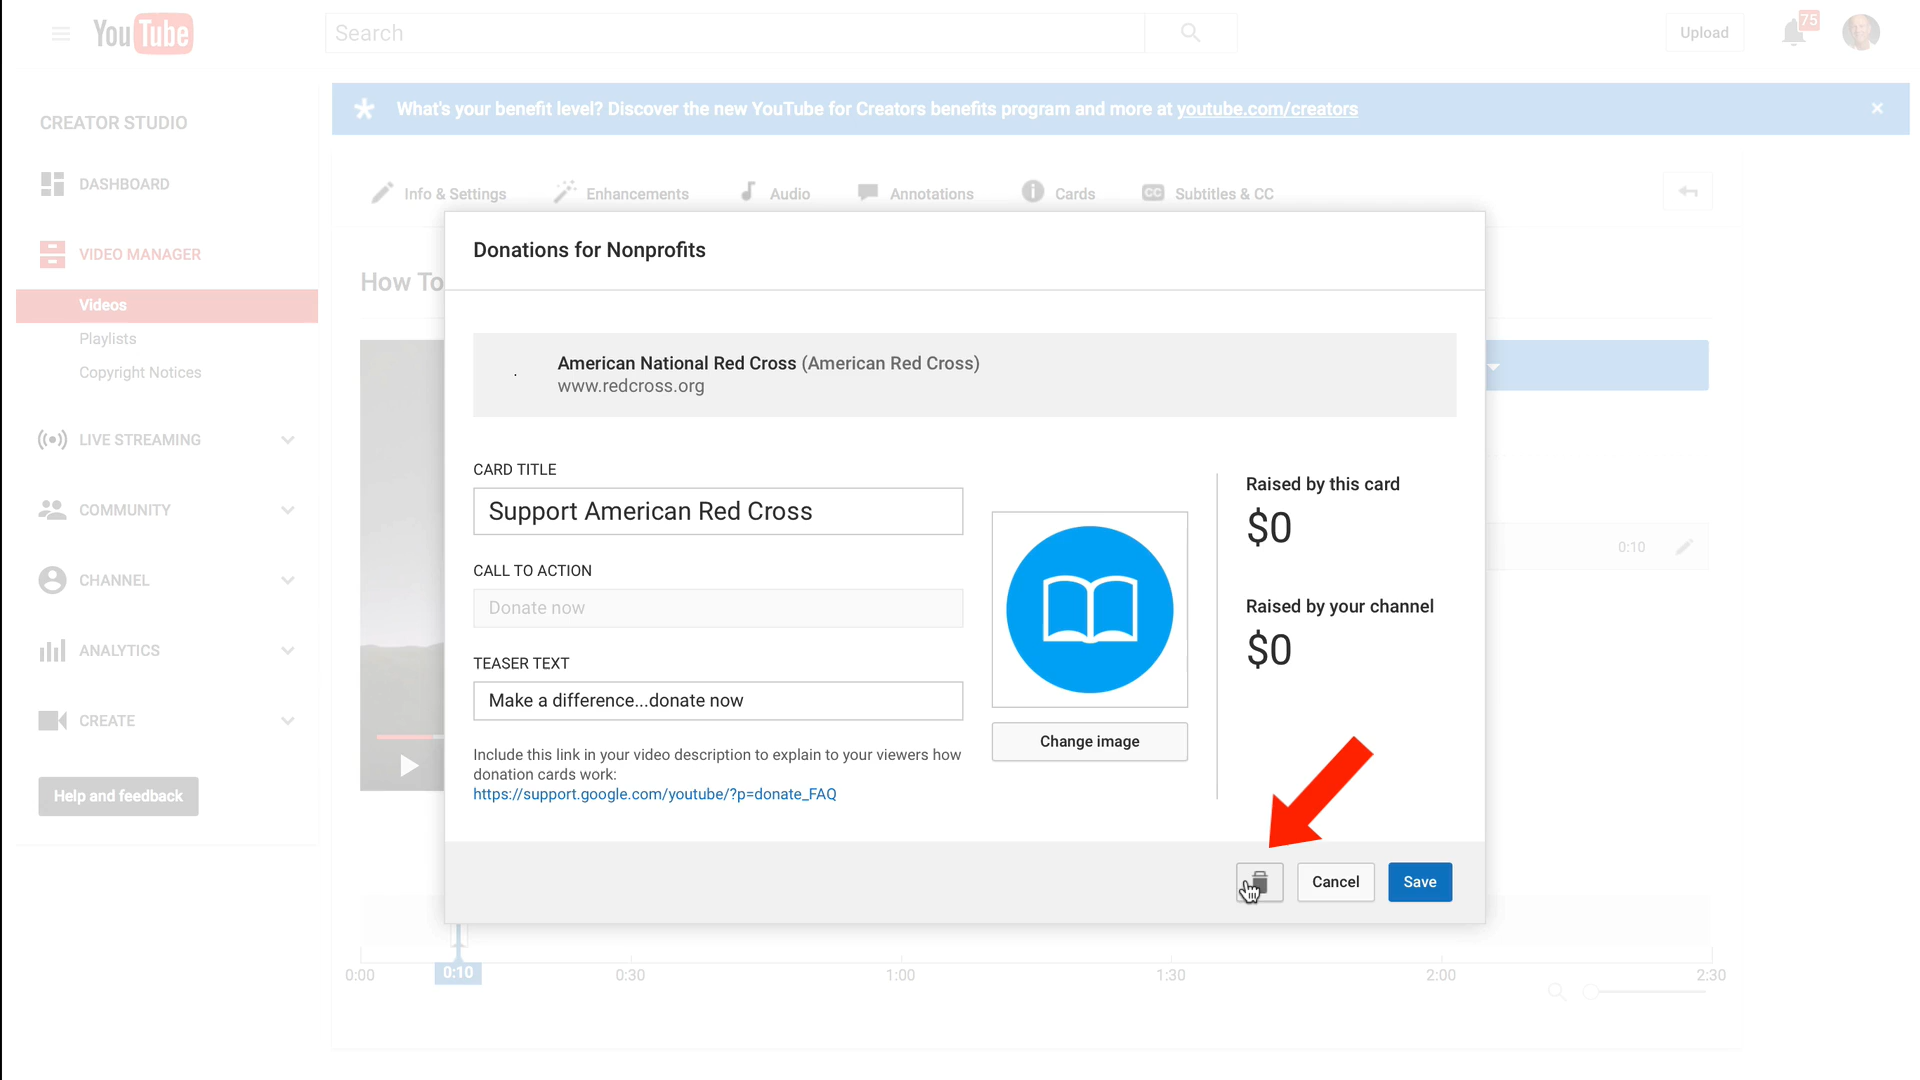 YouTube
Search
Upload
75
CREATOR STUDIO
What's your benefit level? Discover the new YouTube for Creators benefits program and more at youtube.com/creators
DASHBOARD
Info & Settings
Enhancements
Audio
Annotations
Cards
CC Subtitles & CC
VIDEO MANAGER
Videos
Playlists
Copyright Notices
LIVE STREAMING
COMMUNITY
CHANNEL
ANALYTICS
CREATE
Help and feedback
How To
Donations for Nonprofits
American National Red Cross (American Red Cross)
www.redcross.org
CARD TITLE
Support American Red Cross
CALL TO ACTION
Donate now
TEASER TEXT
Make a difference...donate now
Include this link in your video description to explain to your viewers how
donation cards work:
https://support.google.com/youtube/?p=donate_FAQ
Change image
Raised by this card
$0
Raised by your channel
$0
0:10
Cancel
Save
0:00
0:10
0:30
1:00
1:30
2:00
2:30